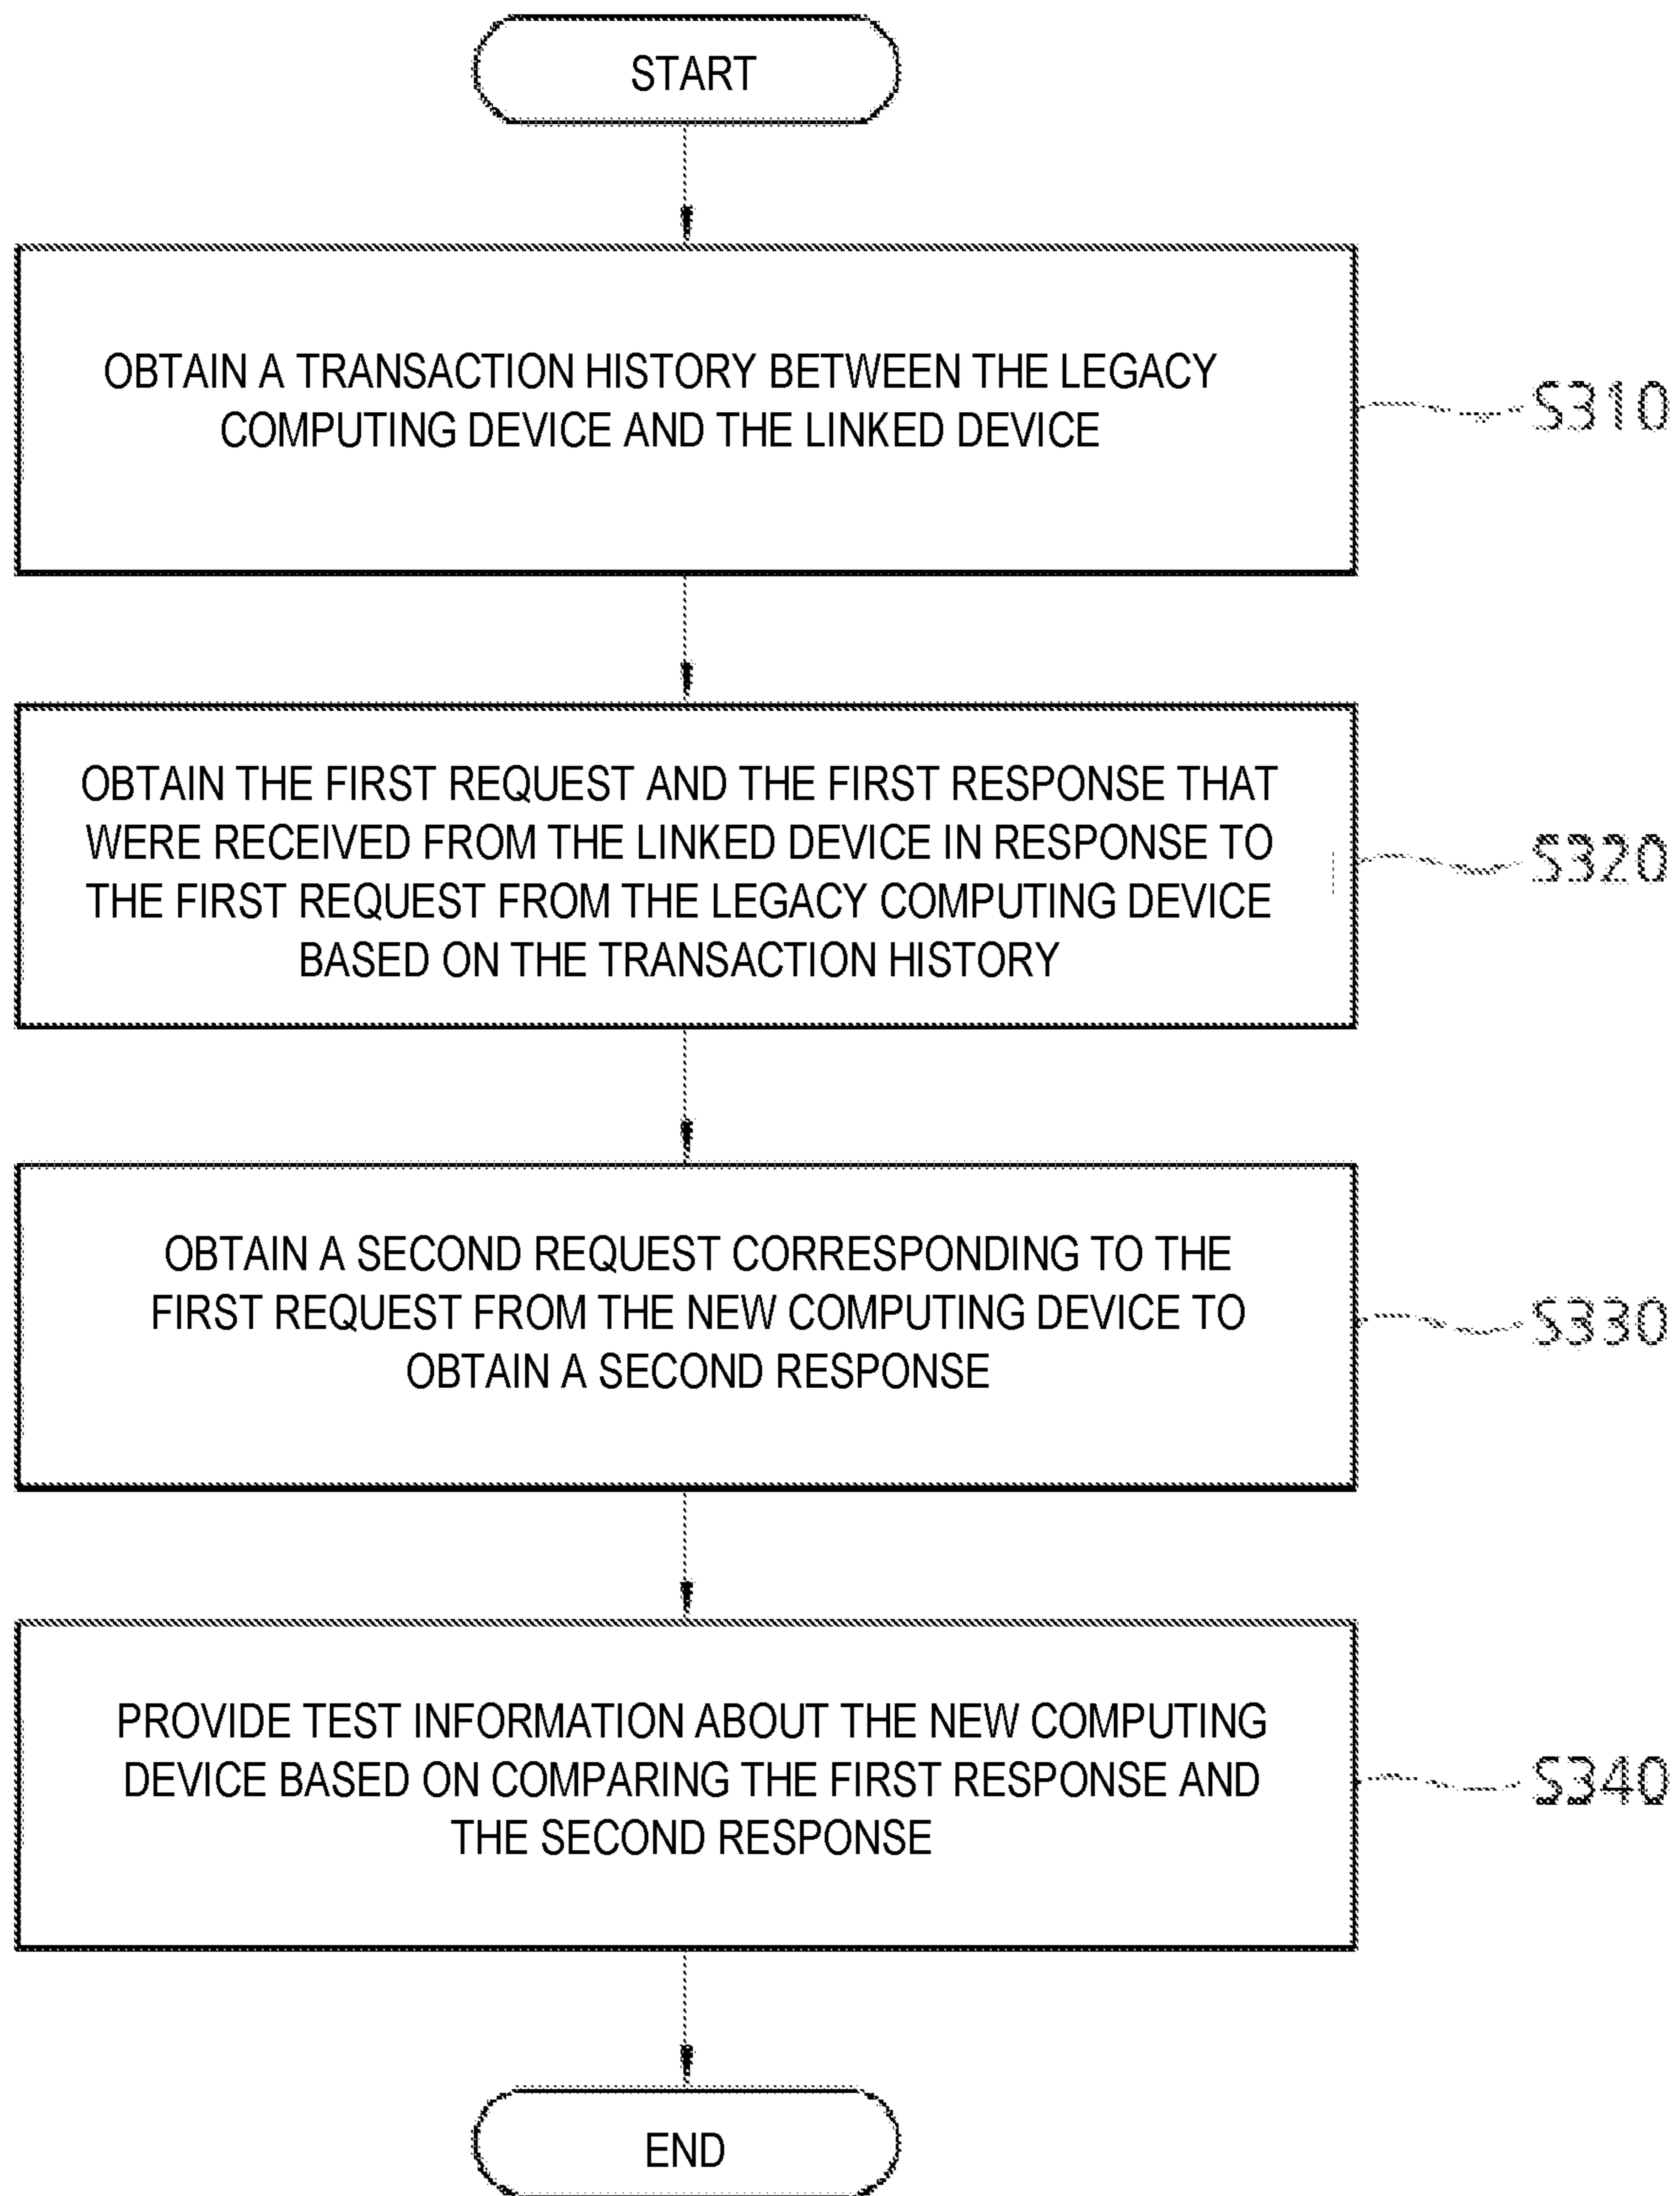 START
OBTAIN A TRANSACTION HISTORY BETWEEN THE LEGACY
COMPUTING DEVICE AND THE LINKED DEVICE
S310
OBTAIN THE FIRST REQUEST AND THE FIRST RESPONSE THAT
WERE RECEIVED FROM THE LINKED DEVICE IN RESPONSE TO
THE FIRST REQUEST FROM THE LEGACY COMPUTING DEVICE
BASED ON THE TRANSACTION HISTORY
S320
OBTAIN A SECOND REQUEST CORRESPONDING TO THE
FIRST REQUEST FROM THE NEW COMPUTING DEVICE TO
OBTAIN A SECOND RESPONSE
S330
PROVIDE TEST INFORMATION ABOUT THE NEW COMPUTING
DEVICE BASED ON COMPARING THE FIRST RESPONSE AND
THE SECOND RESPONSE
S340
END